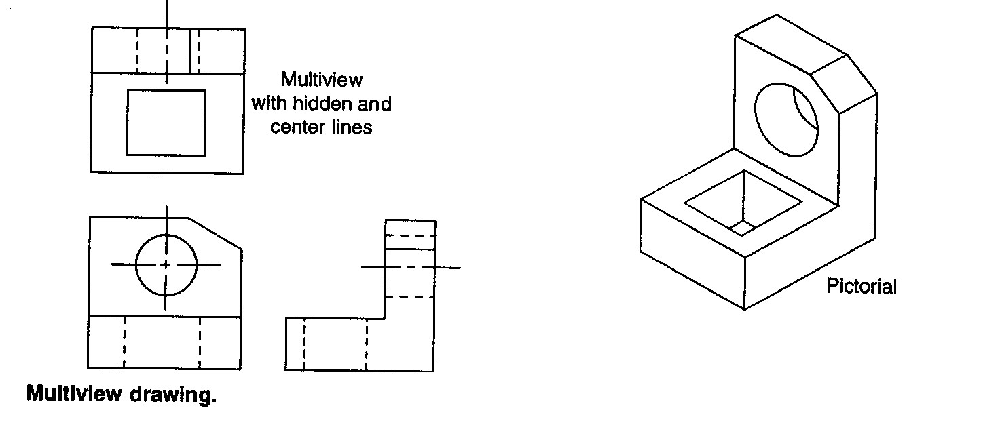 Multiview
with hidden and
center lines
Pictorial
Multiview drawing.